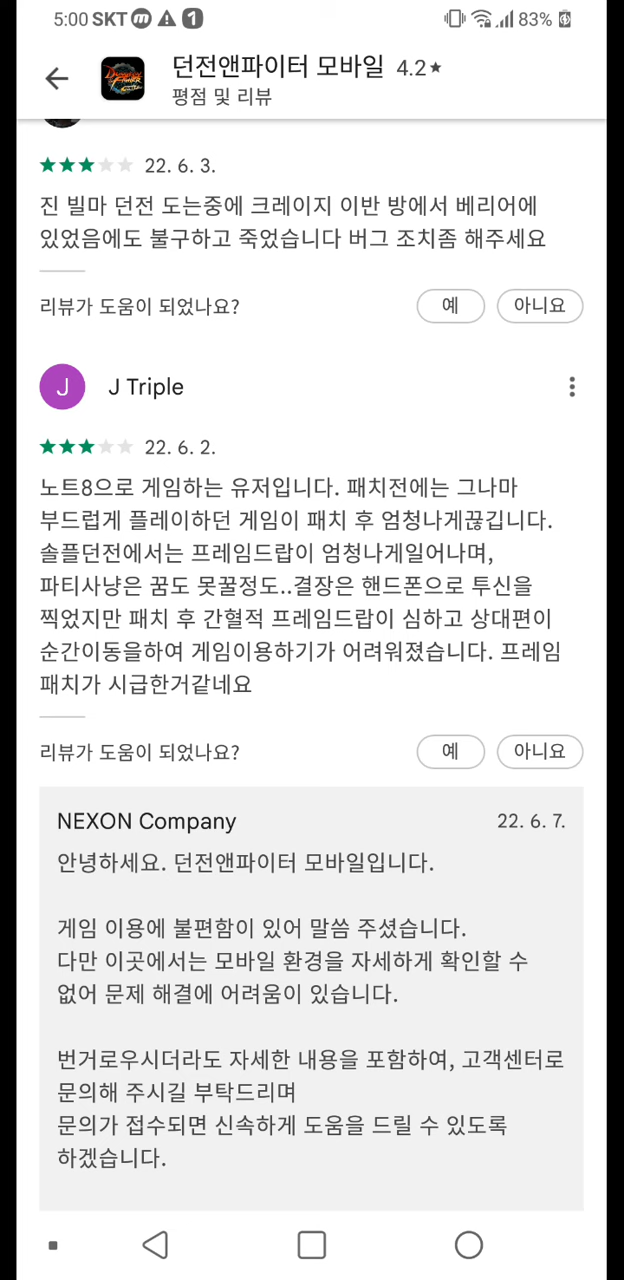 5:00 SKT m 1 83%
던전앤파이터 모바일 4.2★
평점 및 리뷰
★★★★★ 22. 6. 3.
진 빌마 던전 도는중에 크레이지 이반 방에서 베리어에
있었음에도 불구하고 죽었습니다 버그 조치좀 해주세요
리뷰가 도움이 되었나요? 예 아니요
J J Triple
★★★★★ 22. 6. 2.
노트8으로 게임하는 유저입니다. 패치전에는 그나마
부드럽게 플레이하던 게임이 패치 후 엄청나게끊깁니다.
솔플던전에서는 프레임드랍이 엄청나게일어나며,
파티사냥은 꿈도 못꿀정도..결장은 핸드폰으로 투신을
찍었지만 패치 후 간혈적 프레임드랍이 심하고 상대편이
순간이동을하여 게임이용하기가 어려워졌습니다. 프레임
패치가 시급한거같네요
리뷰가 도움이 되었나요? 예 아니요
NEXON Company 22. 6. 7.
안녕하세요. 던전앤파이터 모바일입니다.
게임 이용에 불편함이 있어 말씀 주셨습니다.
다만 이곳에서는 모바일 환경을 자세하게 확인할 수
없어 문제 해결에 어려움이 있습니다.
번거로우시더라도 자세한 내용을 포함하여, 고객센터로
문의해 주시길 부탁드리며
문의가 접수되면 신속하게 도움을 드릴 수 있도록
하겠습니다.